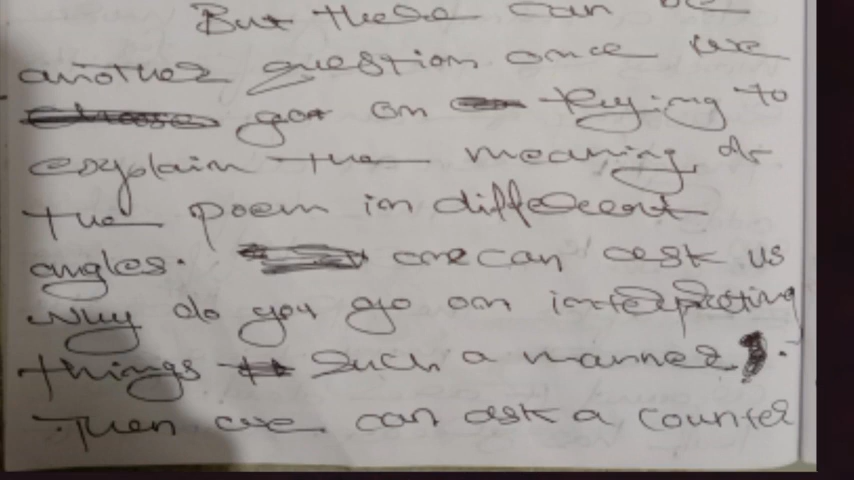 But there can be
another question once we
got on trying to
explain the meaning of
the poem in different
angles. one can ask us
why do you go on interpreting
things such a manner.
Then we can ask a counter